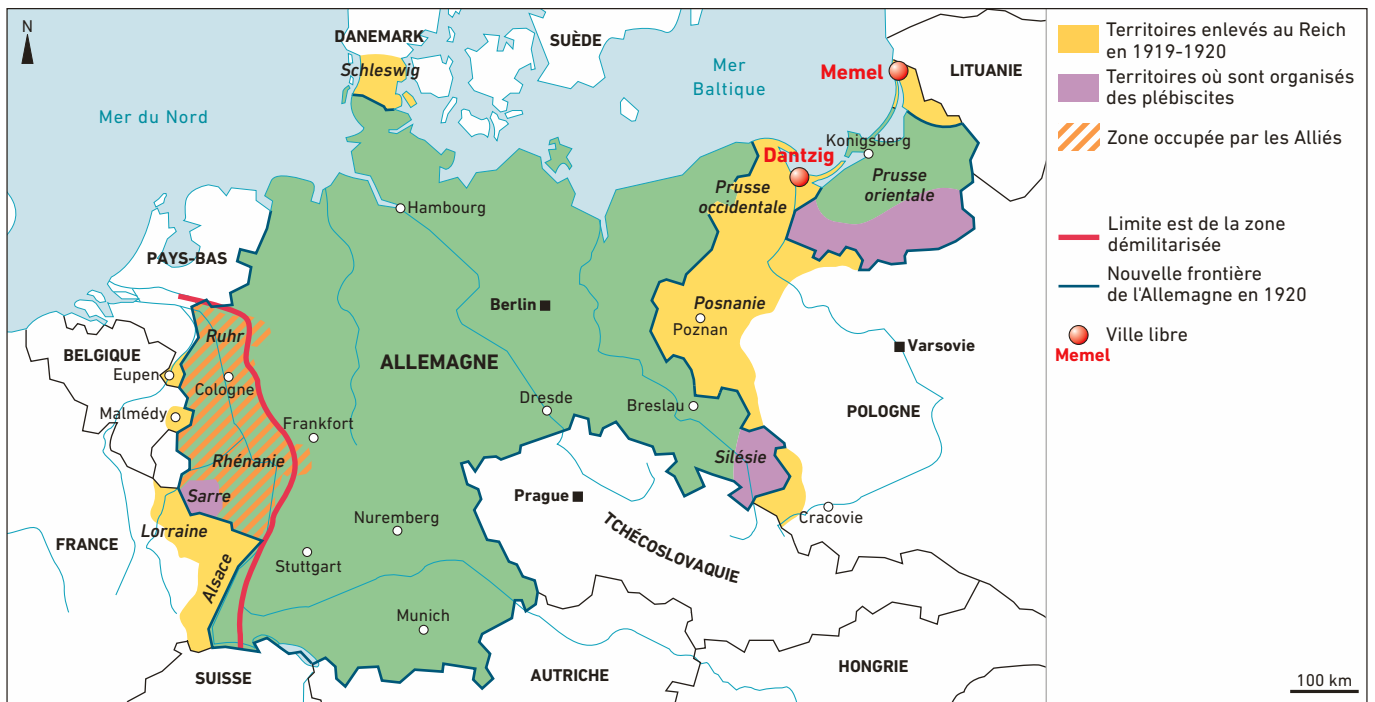 N
DANEMARK
SUÈDE
Schleswig
Mer
Baltique
Memel
LITUANIE
Mer du Nord
Konigsberg
Dantzig
Prusse
orientale
Prusse
occidentale
Hambourg
PAYS-BAS
Berlin
Posnanie
Poznan
Ruhr
BELGIQUE
Eupen
Cologne
ALLEMAGNE
Varsovie
Malmédy
Dresde
Breslau
POLOGNE
Frankfort
Rhénanie
Silésie
Sarre
Prague
Cracovie
Lorraine
Nuremberg
FRANCE
Stuttgart
TCHÉCOSLOVAQUIE
Alsace
Munich
SUISSE
AUTRICHE
HONGRIE
Territoires enlevés au Reich
en 1919-1920
Territoires où sont organisés
des plébiscites
Zone occupée par les Alliés
Limite est de la zone
démilitarisée
Nouvelle frontière
de l'Allemagne en 1920
Ville libre
Memel
100 km